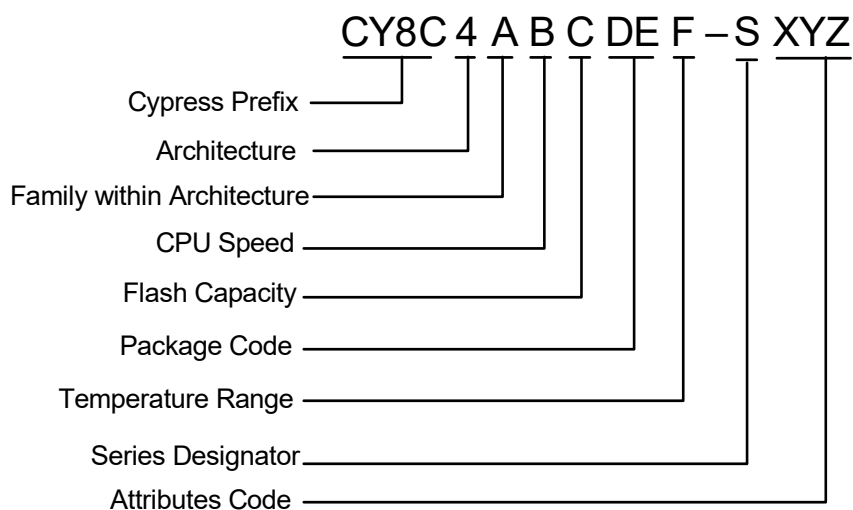 CY8C 4 A B C DE F – S XYZ
Cypress Prefix
Architecture
Family within Architecture
CPU Speed
Flash Capacity
Package Code
Temperature Range
Series Designator
Attributes Code